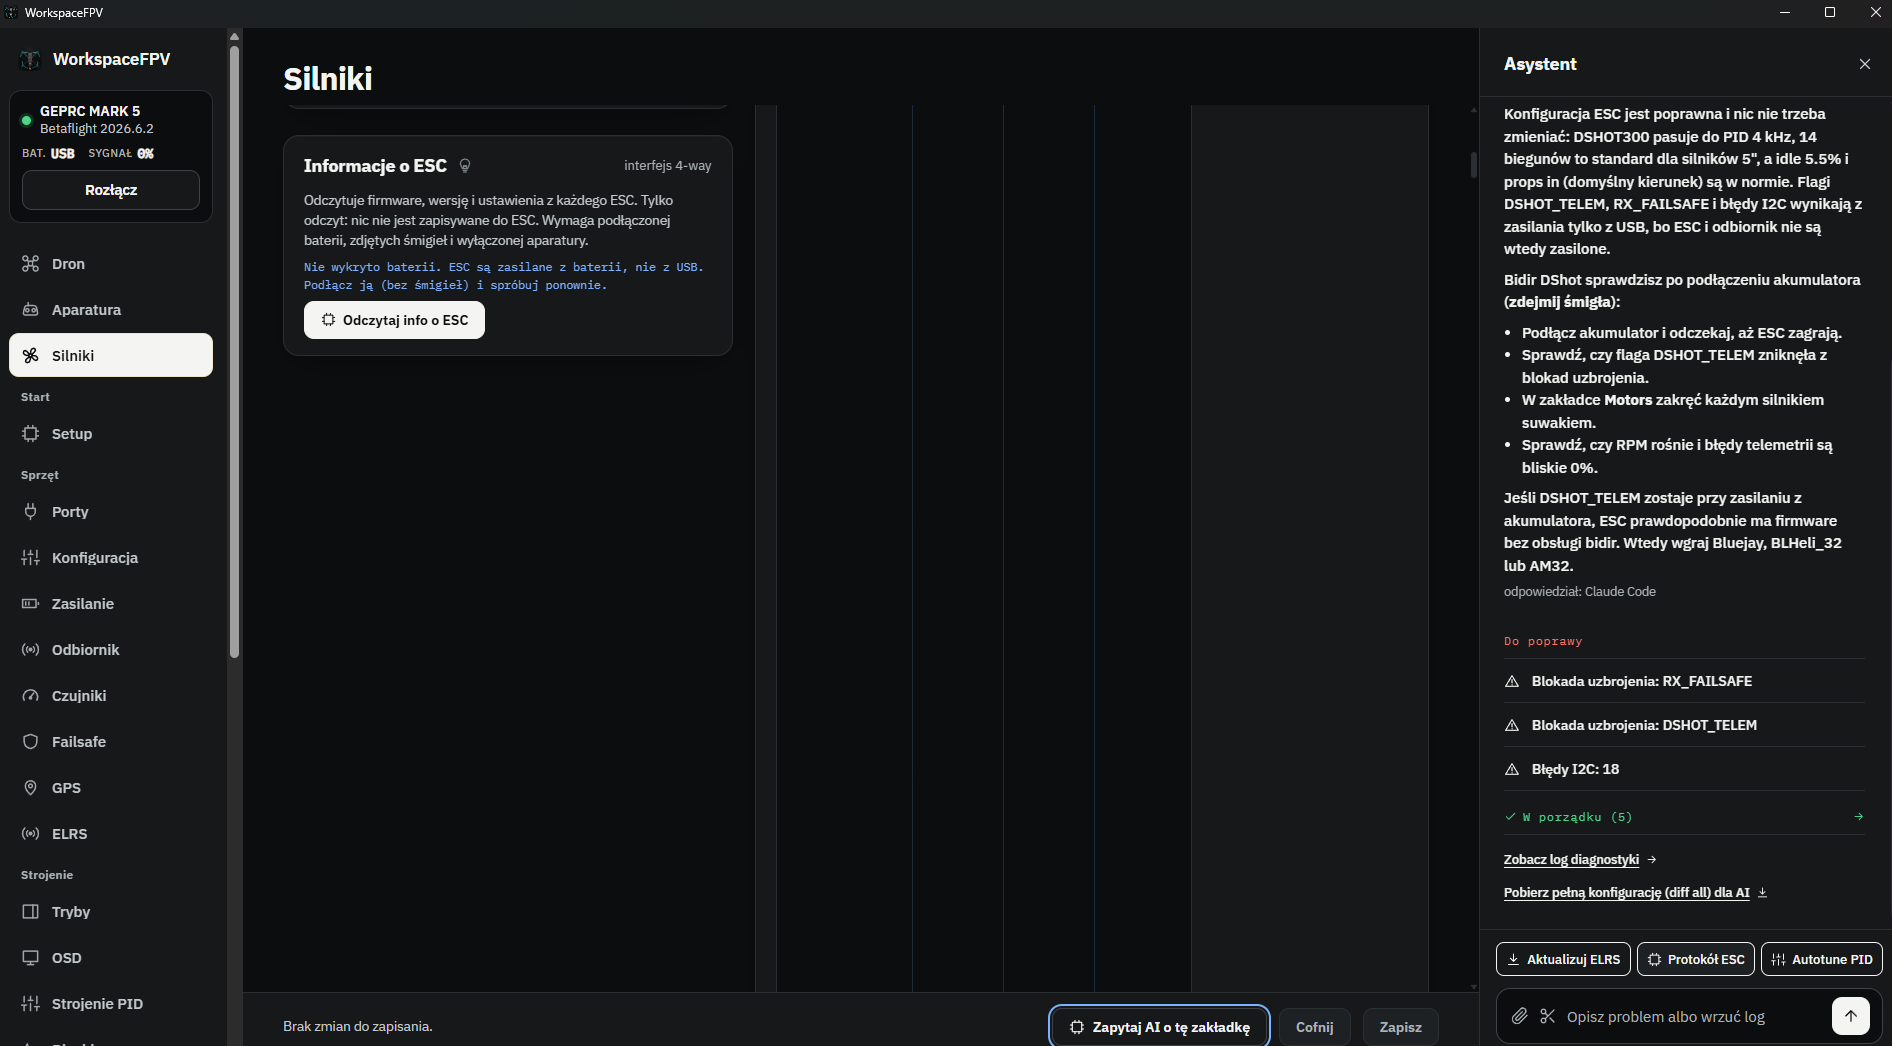 WorkspaceFPV
WorkspaceFPV
GEPRC MARK 5
Betaflight 2026.6.2
BAT. USB SYGNAŁ 0%
Rozłącz
Dron
Aparatura
Silniki
Start
Setup
Sprzęt
Porty
Konfiguracja
Zasilanie
Odbiornik
Czujniki
Failsafe
GPS
ELRS
Strojenie
Tryby
OSD
Strojenie PID
Silniki
Informacje o ESC
interfejs 4-way
Odczytuje firmware, wersję i ustawienia z każdego ESC. Tylko
odczyt: nic nie jest zapisywane do ESC. Wymaga podłączonej
baterii, zdjętych śmigieł i wyłączonej aparatury.
Nie wykryto baterii. ESC są zasilane z baterii, nie z USB.
Podłącz ją (bez śmigieł) i spróbuj ponownie.
Odczytaj info o ESC
Brak zmian do zapisania.
Zapytaj AI o tę zakładkę
Cofnij
Zapisz
Asystent
Konfiguracja ESC jest poprawna i nic nie trzeba
zmieniać: DSHOT300 pasuje do PID 4 kHz, 14
biegunów to standard dla silników 5", a idle 5.5% i
props in (domyślny kierunek) są w normie. Flagi
DSHOT_TELEM, RX_FAILSAFE i błędy I2C wynikają z
zasilania tylko z USB, bo ESC i odbiornik nie są
wtedy zasilone.
Bidir DShot sprawdzisz po podłączeniu akumulatora
(zdejmij śmigła):
• Podłącz akumulator i odczekaj, aż ESC zagrają.
• Sprawdź, czy flaga DSHOT_TELEM zniknęła z
blokad uzbrojenia.
• W zakładce Motors zakręć każdym silnikiem
suwakiem.
• Sprawdź, czy RPM rośnie i błędy telemetrii są
bliskie 0%.
Jeśli DSHOT_TELEM zostaje przy zasilaniu z
akumulatora, ESC prawdopodobnie ma firmware
bez obsługi bidir. Wtedy wgraj Bluejay, BLHeli_32
lub AM32.
odpowiedział: Claude Code
Do poprawy
Blokada uzbrojenia: RX_FAILSAFE
Blokada uzbrojenia: DSHOT_TELEM
Błędy I2C: 18
W porządku (5)
Zobacz log diagnostyki
Pobierz pełną konfigurację (diff all) dla AI
Aktualizuj ELRS
Protokół ESC
Autotune PID
Opisz problem albo wrzuć log